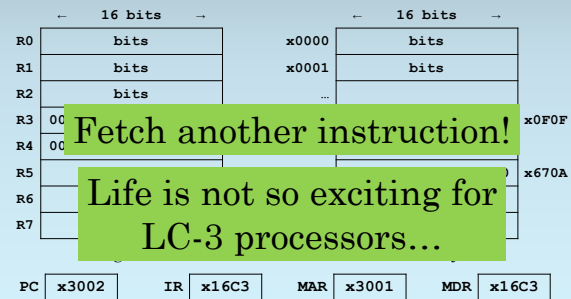 ← 16 bits → ← 16 bits →
R0 bits x0000 bits
R1 bits x0001 bits
R2 bits …
R3 00 x0F0F
Fetch another instruction!
R4 00
R5 x670A
Life is not so exciting for
R6
LC-3 processors…
R7
PC x3002 IR x16C3 MAR x3001 MDR x16C3